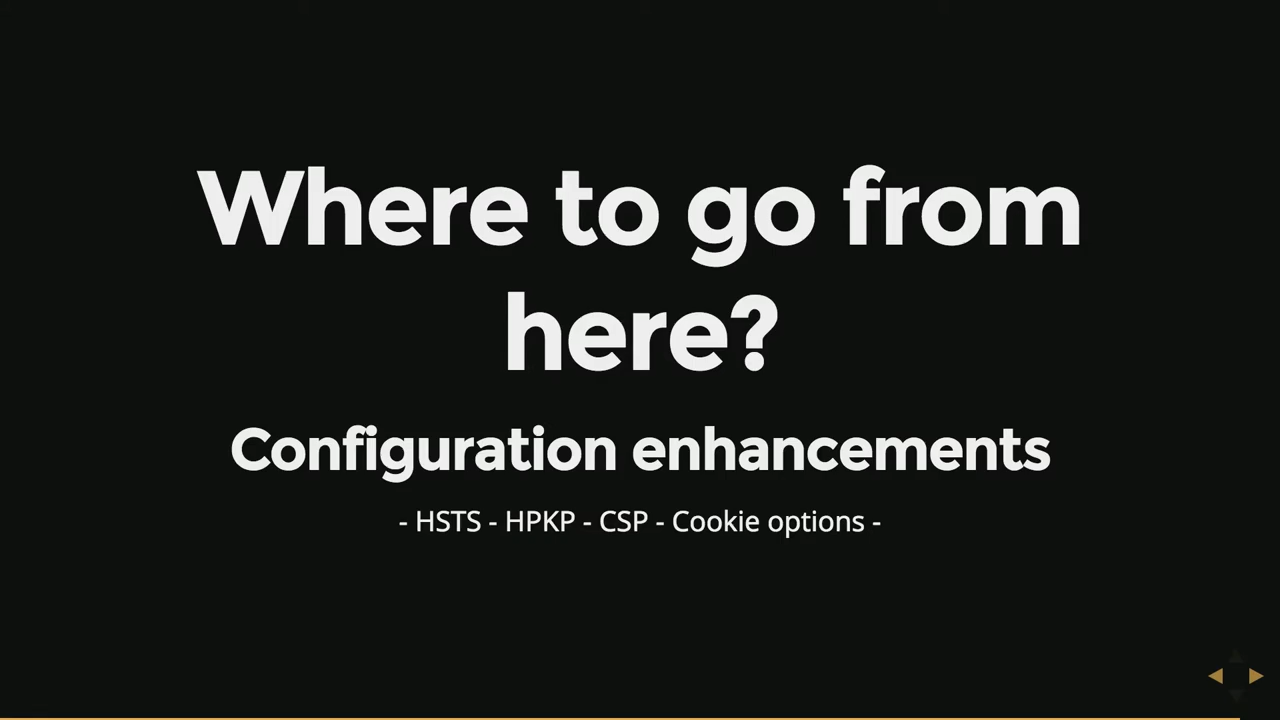 Where to go from
here?
Configuration enhancements
- HSTS - HPKP - CSP - Cookie options -